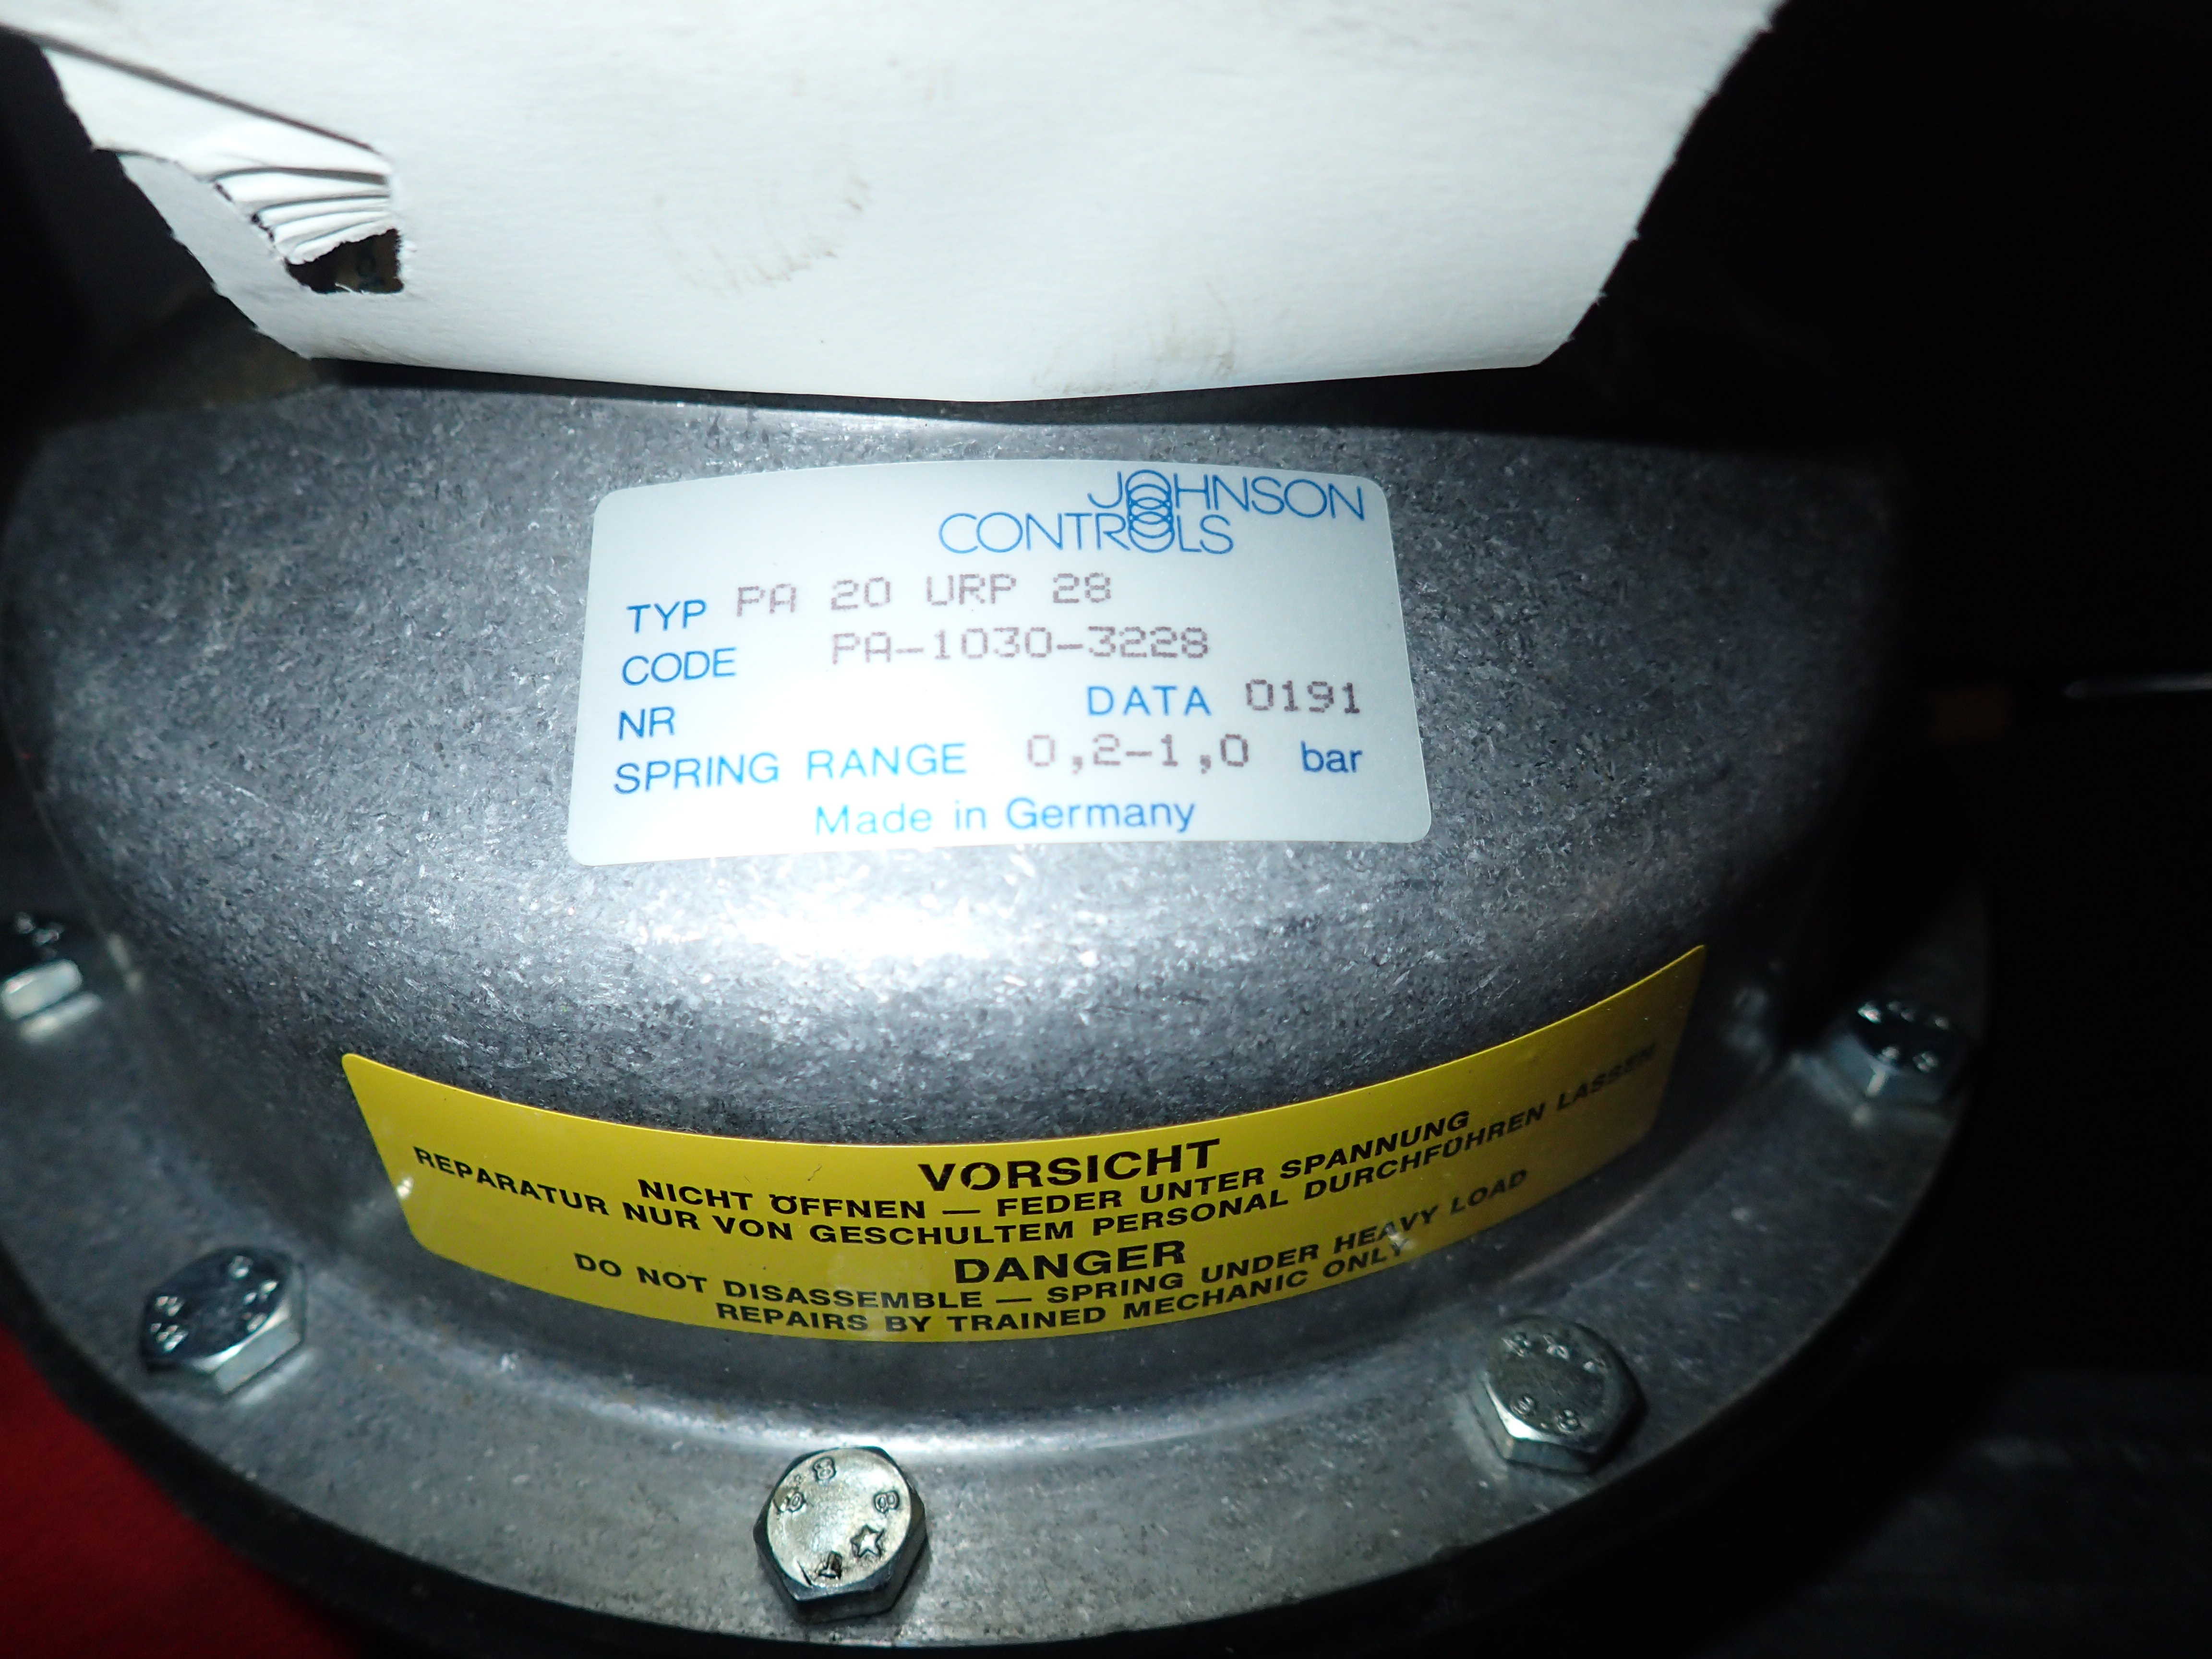 JOHNSON
CONTROLS
TYP PA 20 URP 28
CODE PA-1030-3228
NR DATA 0191
SPRING RANGE 0,2-1,0 bar
Made in Germany
VORSICHT
NICHT ÖFFNEN — FEDER UNTER SPANNUNG
REPARATUR NUR VON GESCHULTEM PERSONAL DURCHFÜHREN LASSEN
DANGER
DO NOT DISASSEMBLE — SPRING UNDER HEAVY LOAD
REPAIRS BY TRAINED MECHANIC ONLY
8 8